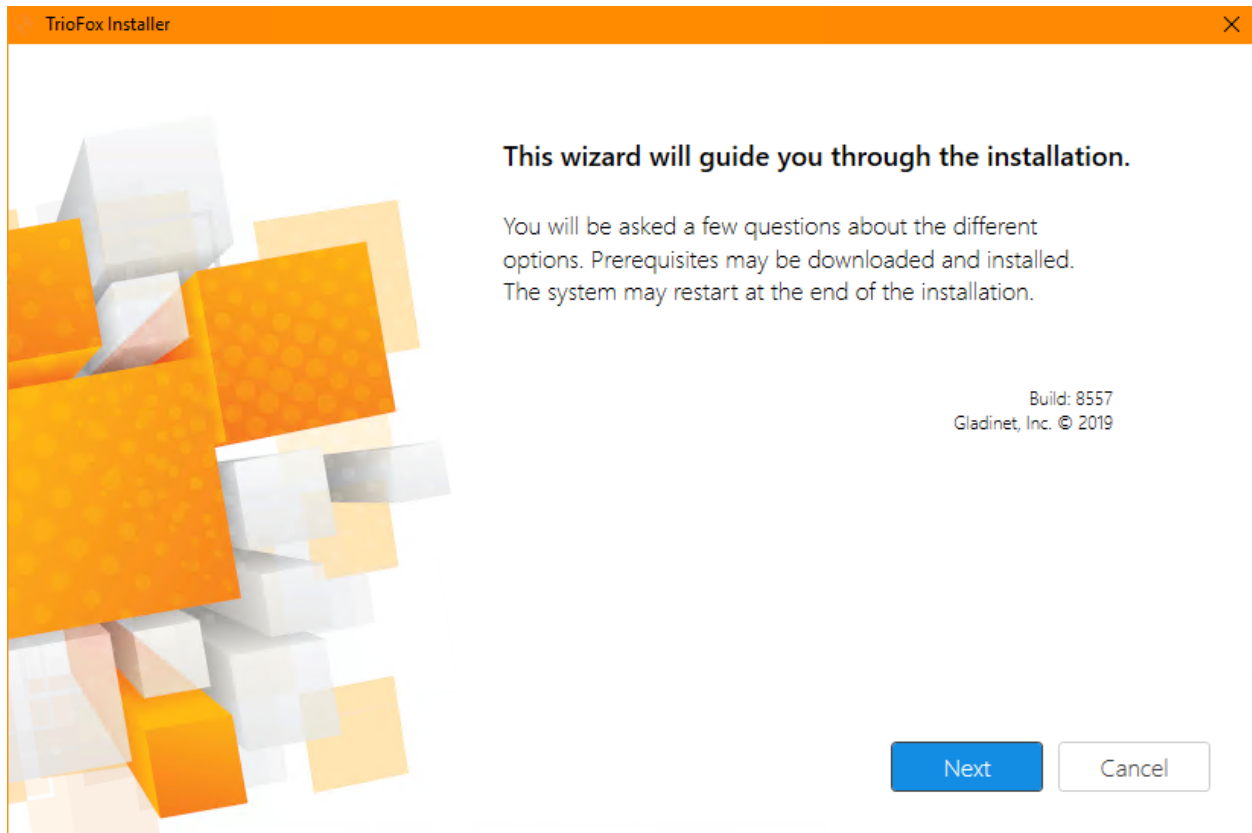 TrioFox Installer
This wizard will guide you through the installation.
You will be asked a few questions about the different
options. Prerequisites may be downloaded and installed.
The system may restart at the end of the installation.
Build: 8557
Gladinet, Inc. © 2019
Next
Cancel